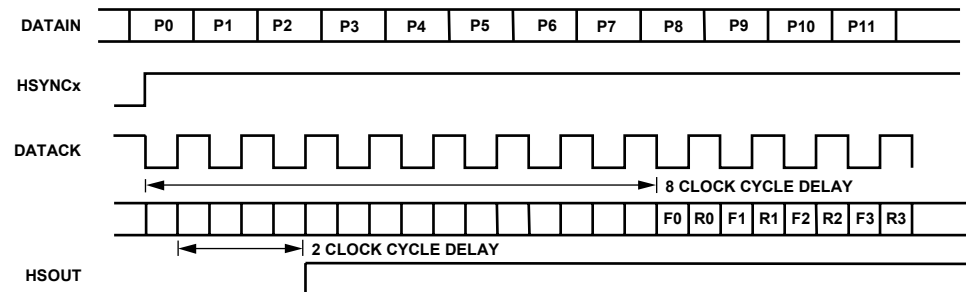 DATAIN P0 P1 P2 P3 P4 P5 P6 P7 P8 P9 P10 P11
HSYNCx
DATACK
8 CLOCK CYCLE DELAY
F0 R0 F1 R1 F2 R2 F3 R3
2 CLOCK CYCLE DELAY
HSOUT